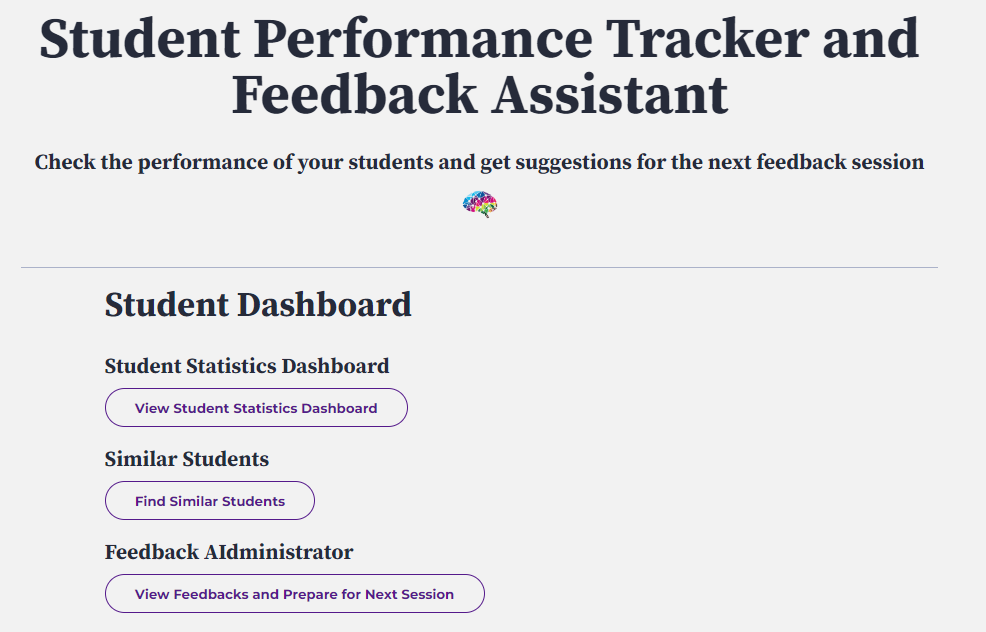 Student Performance Tracker and
Feedback Assistant
Check the performance of your students and get suggestions for the next feedback session
Student Dashboard
Student Statistics Dashboard
View Student Statistics Dashboard
Similar Students
Find Similar Students
Feedback AIdministrator
View Feedbacks and Prepare for Next Session